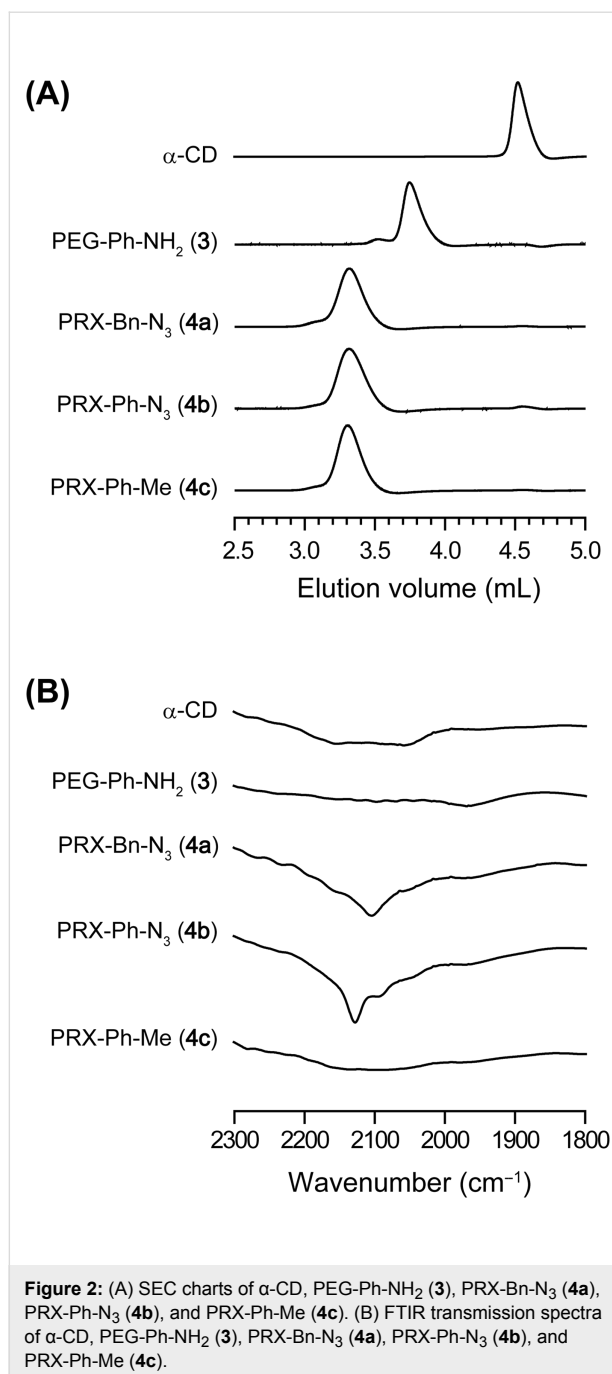 (A)
α-CD
PEG-Ph-NH₂ (3)
PRX-Bn-N₃ (4a)
PRX-Ph-N₃ (4b)
PRX-Ph-Me (4c)
2.5 3.0 3.5 4.0 4.5 5.0
Elution volume (mL)
(B)
α-CD
PEG-Ph-NH₂ (3)
PRX-Bn-N₃ (4a)
PRX-Ph-N₃ (4b)
PRX-Ph-Me (4c)
2300 2200 2100 2000 1900 1800
Wavenumber (cm⁻¹)
Figure 2: (A) SEC charts of α-CD, PEG-Ph-NH₂ (3), PRX-Bn-N₃ (4a),
PRX-Ph-N₃ (4b), and PRX-Ph-Me (4c). (B) FTIR transmission spectra
of α-CD, PEG-Ph-NH₂ (3), PRX-Bn-N₃ (4a), PRX-Ph-N₃ (4b), and
PRX-Ph-Me (4c).